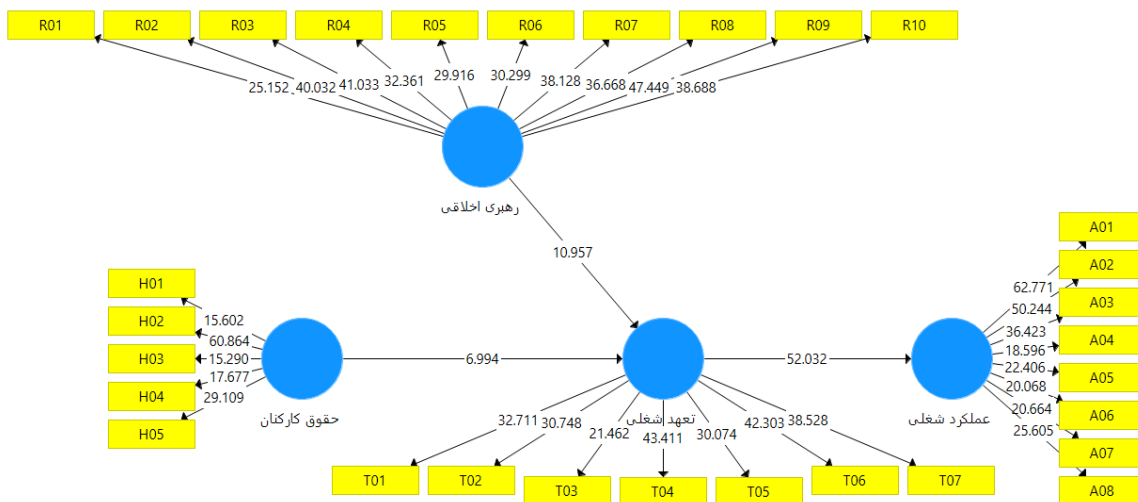 R01 R02 R03 R04 R05 R06 R07 R08 R09 R10
25.152 40.032 41.033 32.361 29.916 30.299 38.128 36.668 47.449 38.688
رهبری اخلاقی
10.957
H01
H02
H03
H04
H05
15.602
60.864
15.290
17.677
29.109
حقوق کارکنان
6.994
تعهد شغلی
52.032
عملکرد شغلی
A01
A02
A03
A04
A05
A06
A07
A08
62.771
50.244
36.423
18.596
22.406
20.068
20.664
25.605
32.711 30.748 21.462 43.411 30.074 42.303 38.528
T01 T02 T03 T04 T05 T06 T07